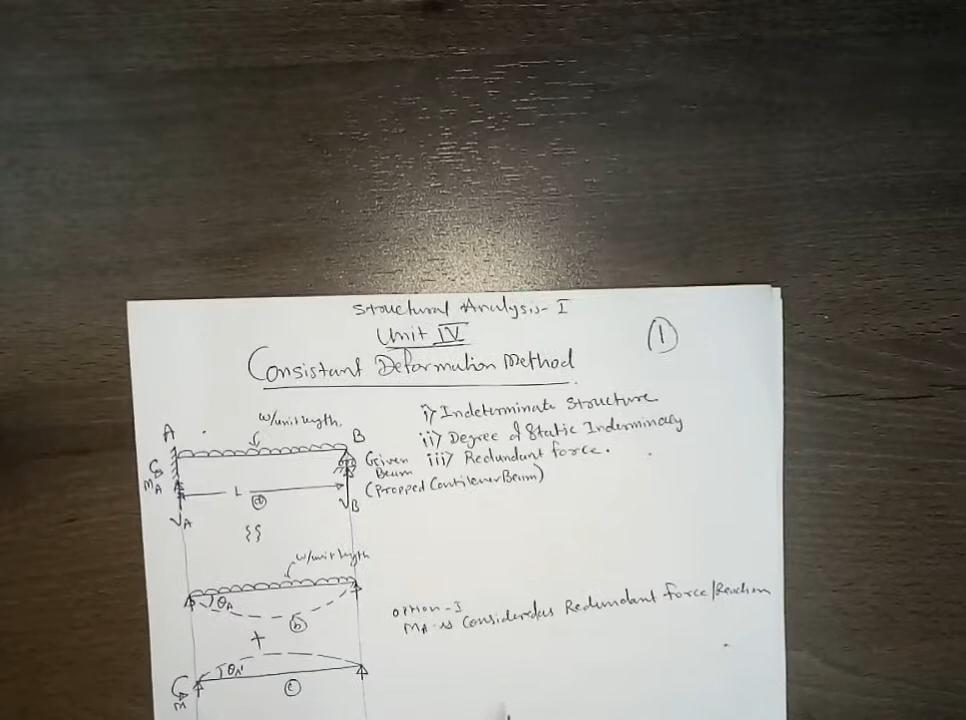 Structural Analysis-I
Unit IV
①
Consistant Deformation Method
w/unit length.
A
B
MA
L
ⓐ
VA
VB
Given
Beam
(Propped Cantilever Beam)
i) Indeterminate Structure
ii) Degree of Static Inderminacy
iii) Redundant force.
w/unit length
θA
ⓑ
+
option-I
MA is Considered as Redundant force/Reaction
θA'
ⓒ
M